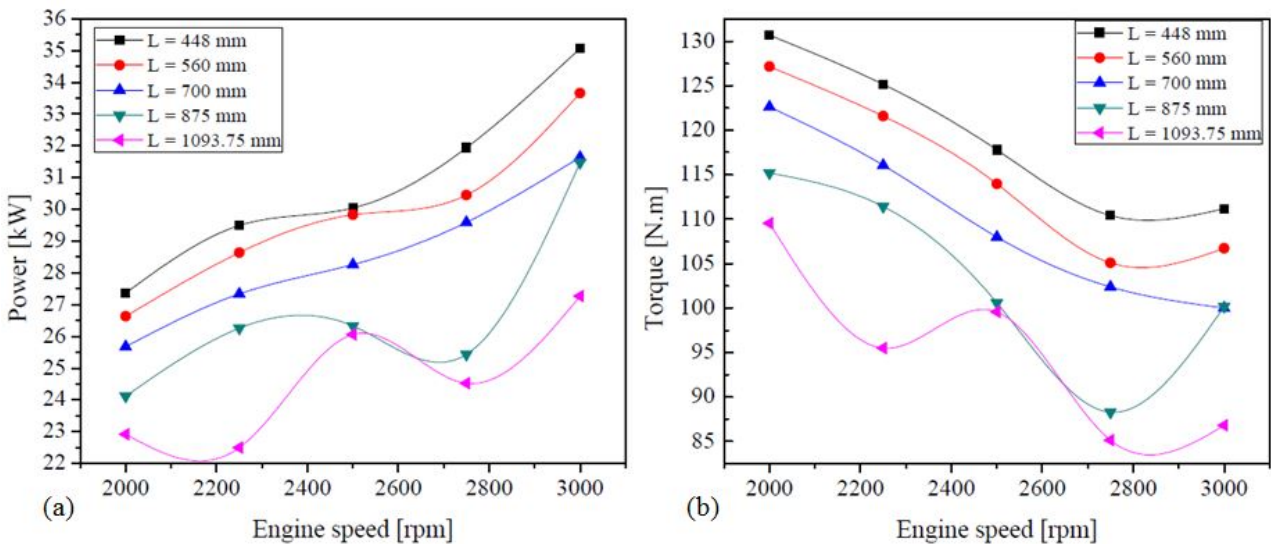 36
35
34
33
32
31
30
29
28
27
26
25
24
23
22
Power [kW]
L = 448 mm
L = 560 mm
L = 700 mm
L = 875 mm
L = 1093.75 mm
2000 2200 2400 2600 2800 3000
Engine speed [rpm]
(a)
130
125
120
115
110
105
100
95
90
85
Torque [N.m]
L = 448 mm
L = 560 mm
L = 700 mm
L = 875 mm
L = 1093.75 mm
2000 2200 2400 2600 2800 3000
Engine speed [rpm]
(b)